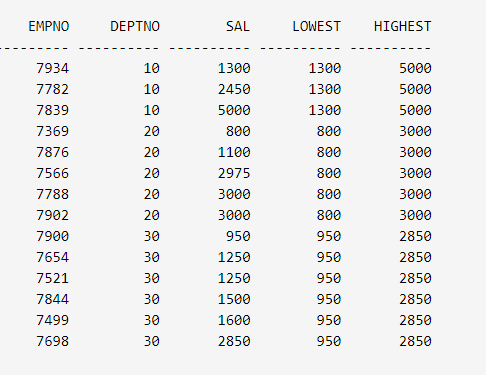 EMPNO DEPTNO SAL LOWEST HIGHEST
---------- ---------- ---------- ---------- ----------
7934 10 1300 1300 5000
7782 10 2450 1300 5000
7839 10 5000 1300 5000
7369 20 800 800 3000
7876 20 1100 800 3000
7566 20 2975 800 3000
7788 20 3000 800 3000
7902 20 3000 800 3000
7900 30 950 950 2850
7654 30 1250 950 2850
7521 30 1250 950 2850
7844 30 1500 950 2850
7499 30 1600 950 2850
7698 30 2850 950 2850